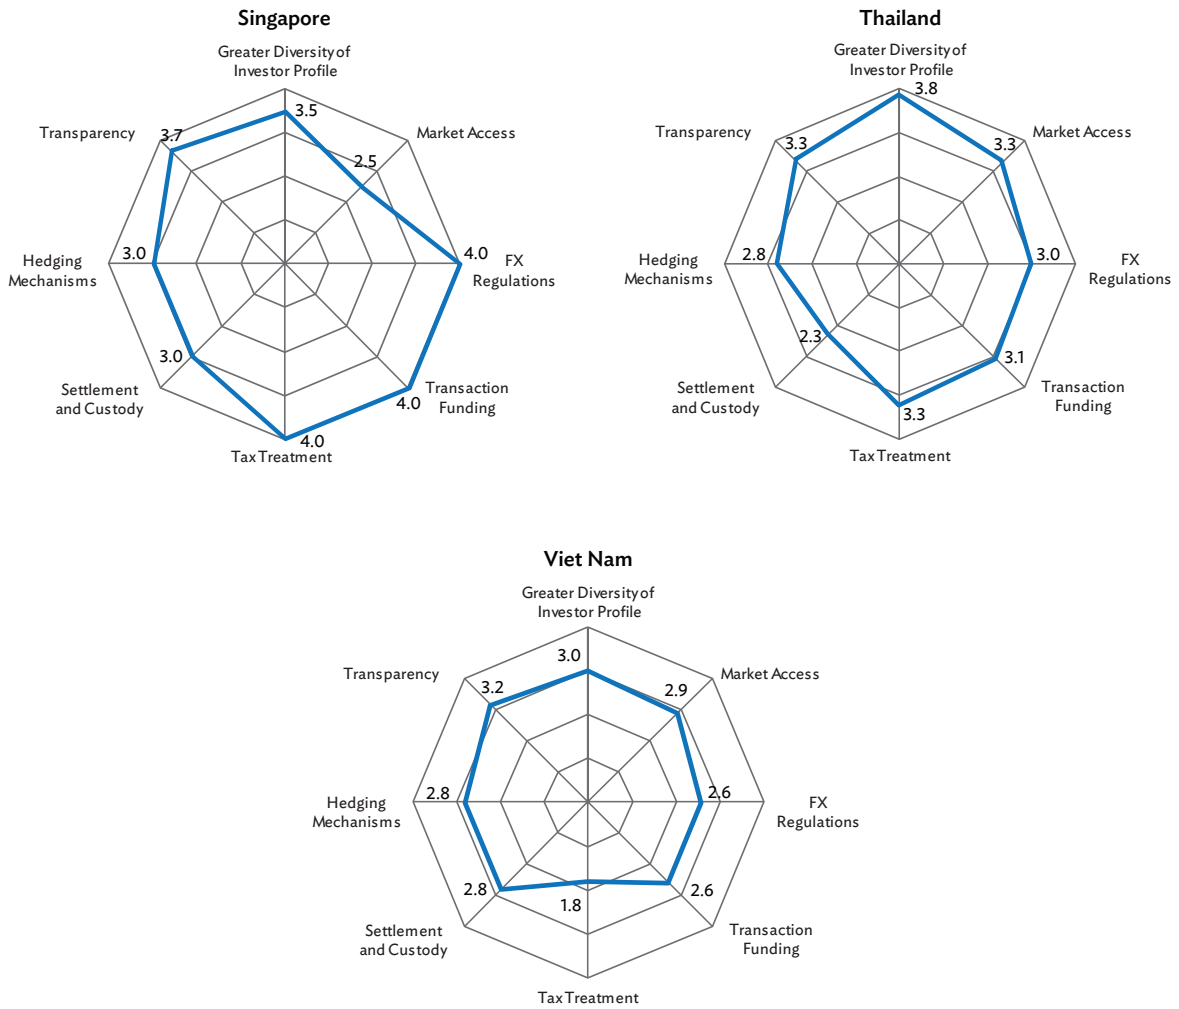 Singapore
Greater Diversity of
Investor Profile
3.5
Transparency
3.7
Market Access
2.5
Hedging
Mechanisms
3.0
4.0
FX
Regulations
Settlement
and Custody
3.0
Transaction
Funding
4.0
4.0
Tax Treatment
Thailand
Greater Diversity of
Investor Profile
3.8
Transparency
3.3
Market Access
3.3
Hedging
Mechanisms
2.8
3.0
FX
Regulations
Settlement
and Custody
2.3
3.1
Transaction
Funding
3.3
Tax Treatment
Viet Nam
Greater Diversity of
Investor Profile
3.0
Transparency
3.2
Market Access
2.9
Hedging
Mechanisms
2.8
2.6
FX
Regulations
Settlement
and Custody
2.8
2.6
Transaction
Funding
1.8
Tax Treatment